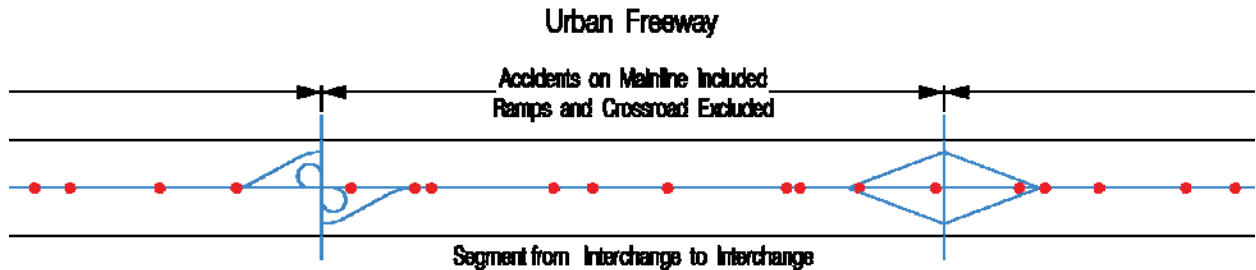 Urban Freeway
Accidents on Mainline Included
Ramps and Crossroad Excluded
Segment from Interchange to Interchange